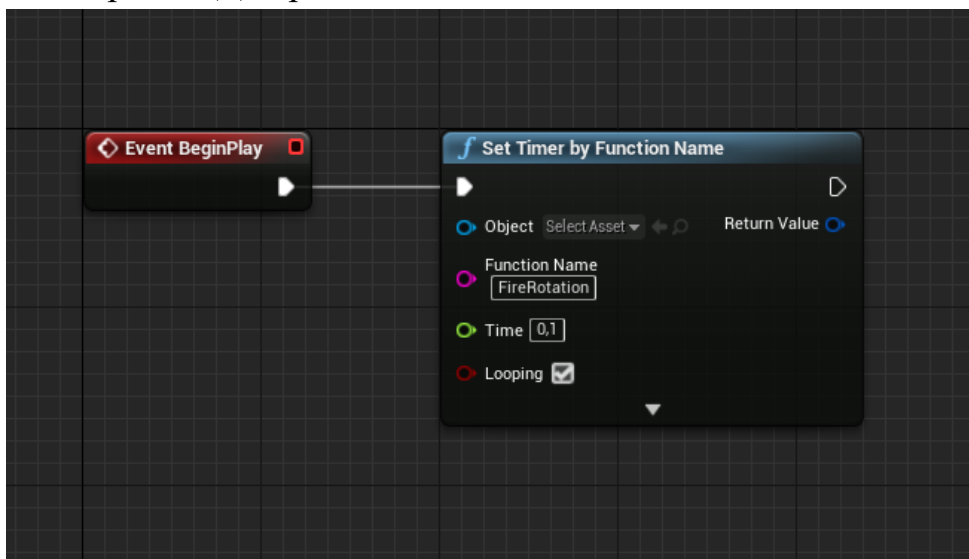 Event BeginPlay
f Set Timer by Function Name
Object Select Asset
Return Value
Function Name
FireRotation
Time 0,1
Looping